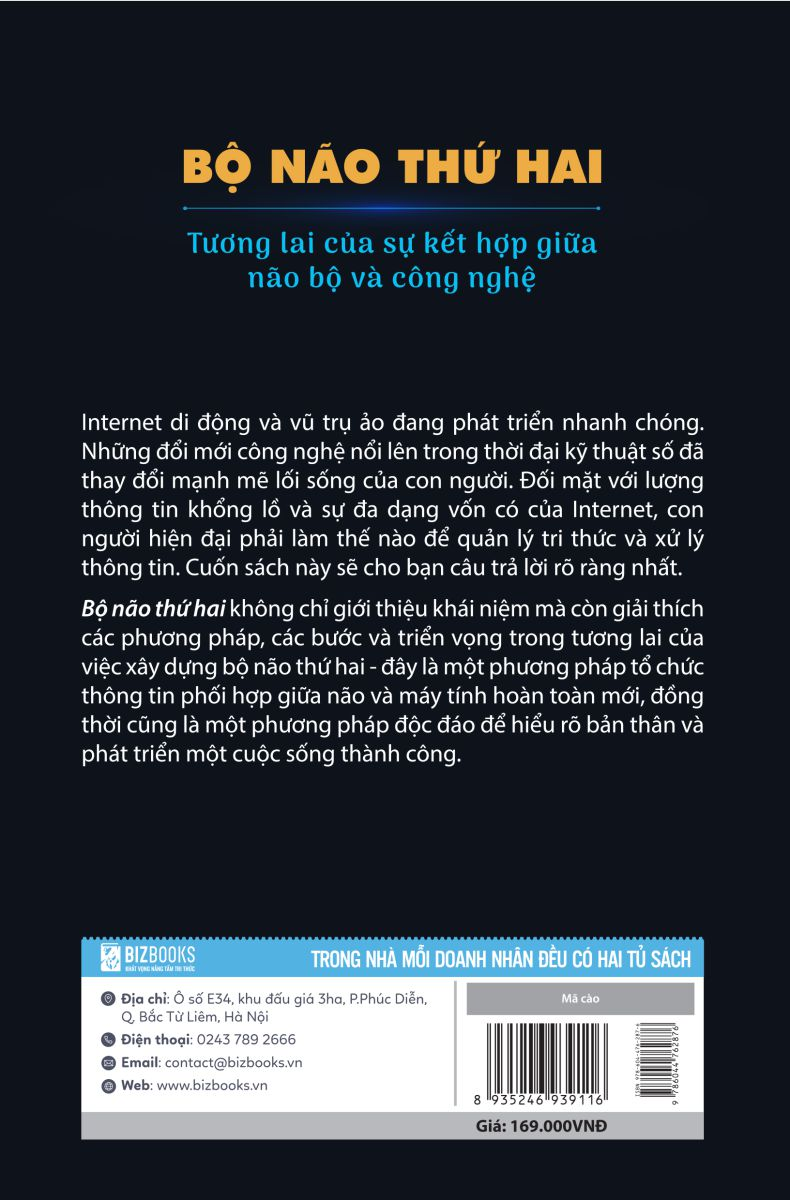 BỘ NÃO THỨ HAI
Tương lai của sự kết hợp giữa
não bộ và công nghệ
Internet di động và vũ trụ ảo đang phát triển nhanh chóng.
Những đổi mới công nghệ nổi lên trong thời đại kỹ thuật số đã
thay đổi mạnh mẽ lối sống của con người. Đối mặt với lượng
thông tin khổng lồ và sự đa dạng vốn có của Internet, con
người hiện đại phải làm thế nào để quản lý tri thức và xử lý
thông tin. Cuốn sách này sẽ cho bạn câu trả lời rõ ràng nhất.
Bộ não thứ hai không chỉ giới thiệu khái niệm mà còn giải thích
các phương pháp, các bước và triển vọng trong tương lai của
việc xây dựng bộ não thứ hai - đây là một phương pháp tổ chức
thông tin phối hợp giữa não và máy tính hoàn toàn mới, đồng
thời cũng là một phương pháp độc đáo để hiểu rõ bản thân và
phát triển một cuộc sống thành công.
BIZBOOKS
KHÁT VỌNG NÂNG TẦM TRI THỨC
TRONG NHÀ MỖI DOANH NHÂN ĐỀU CÓ HAI TỦ SÁCH
Địa chỉ: Ô số E34, khu đấu giá 3ha, P.Phúc Diễn,
Q, Bắc Từ Liêm, Hà Nội
Điện thoại: 0243 789 2666
Email: contact@bizbooks.vn
Web: www.bizbooks.vn
Mã cào
8 935246 939116
ISBN 978-604-476-287-6
9 786044 762876
Giá: 169.000VNĐ